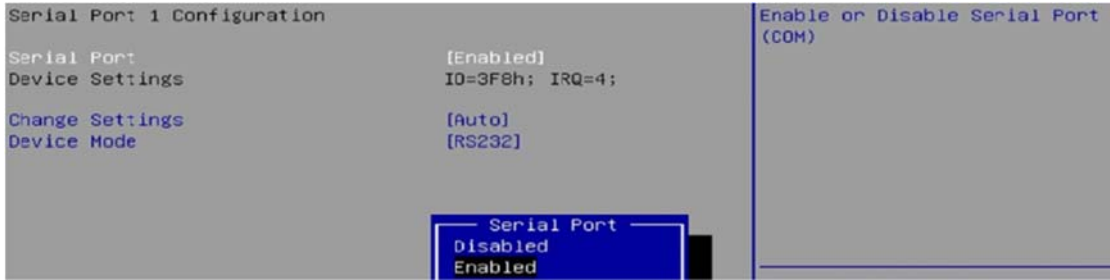 Serial Port 1 Configuration
Serial Port [Enabled]
Device Settings IO=3F8h; IRQ=4;
Change Settings [Auto]
Device Mode [RS232]
Enable or Disable Serial Port
(COM)
Serial Port
Disabled
Enabled